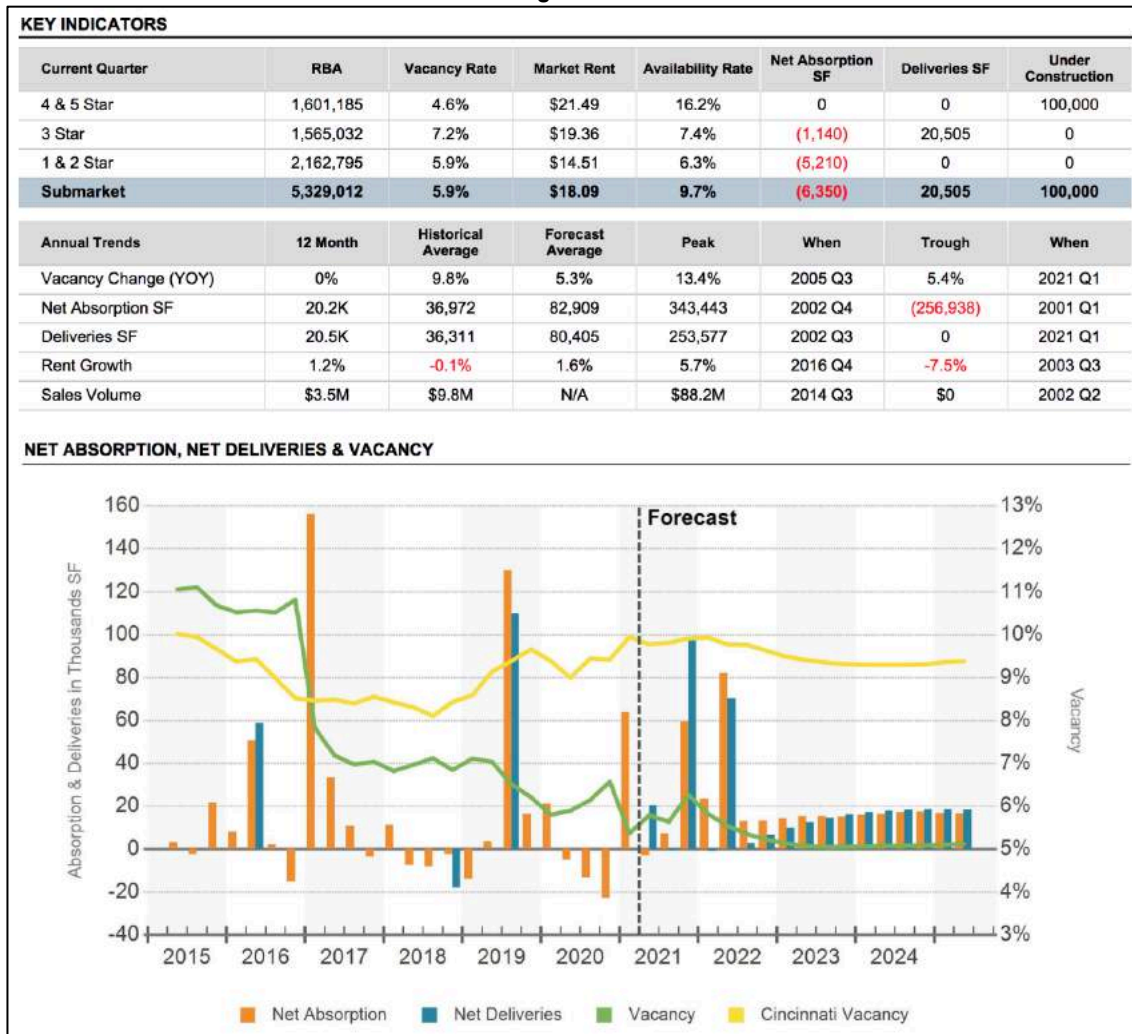 KEY INDICATORS
Current Quarter RBA Vacancy Rate Market Rent Availability Rate Net Absorption SF Deliveries SF Under Construction
4 & 5 Star 1,601,185 4.6% $21.49 16.2% 0 0 100,000
3 Star 1,565,032 7.2% $19.36 7.4% (1,140) 20,505 0
1 & 2 Star 2,162,795 5.9% $14.51 6.3% (5,210) 0 0
Submarket 5,329,012 5.9% $18.09 9.7% (6,350) 20,505 100,000
Annual Trends 12 Month Historical Average Forecast Average Peak When Trough When
Vacancy Change (YOY) 0% 9.8% 5.3% 13.4% 2005 Q3 5.4% 2021 Q1
Net Absorption SF 20.2K 36,972 82,909 343,443 2002 Q4 (256,938) 2001 Q1
Deliveries SF 20.5K 36,311 80,405 253,577 2002 Q3 0 2021 Q1
Rent Growth 1.2% -0.1% 1.6% 5.7% 2016 Q4 -7.5% 2003 Q3
Sales Volume $3.5M $9.8M N/A $88.2M 2014 Q3 $0 2002 Q2
NET ABSORPTION, NET DELIVERIES & VACANCY
Forecast
Absorption & Deliveries in Thousands SF
160 13%
140 12%
120 11%
100 10%
80 9%
60 8%
40 7%
20 6%
0 5%
-20 4%
-40 3%
Vacancy
2015 2016 2017 2018 2019 2020 2021 2022 2023 2024
Net Absorption Net Deliveries Vacancy Cincinnati Vacancy